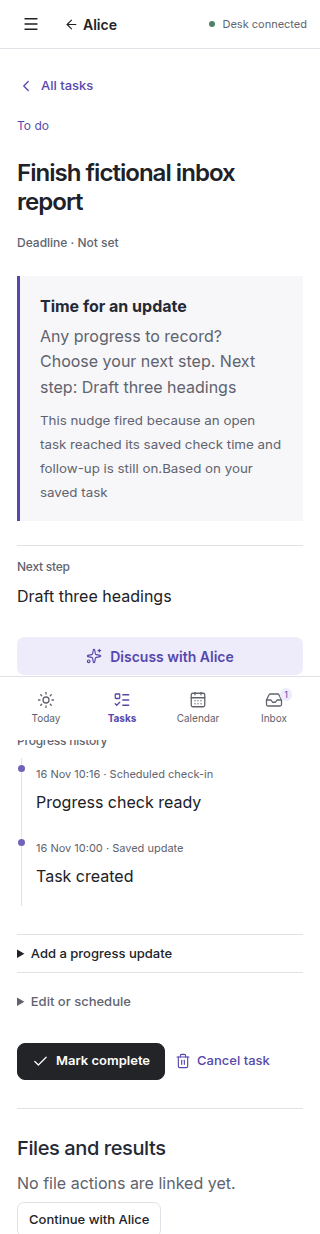 Alice
Desk connected
All tasks
To do
Finish fictional inbox
report
Deadline · Not set
Time for an update
Any progress to record?
Choose your next step. Next
step: Draft three headings
This nudge fired because an open
task reached its saved check time and
follow-up is still on.Based on your
saved task
Next step
Draft three headings
Discuss with Alice
1
Today
Tasks
Calendar
Inbox
Progress history
16 Nov 10:16 · Scheduled check-in
Progress check ready
16 Nov 10:00 · Saved update
Task created
Add a progress update
Edit or schedule
Mark complete
Cancel task
Files and results
No file actions are linked yet.
Continue with Alice